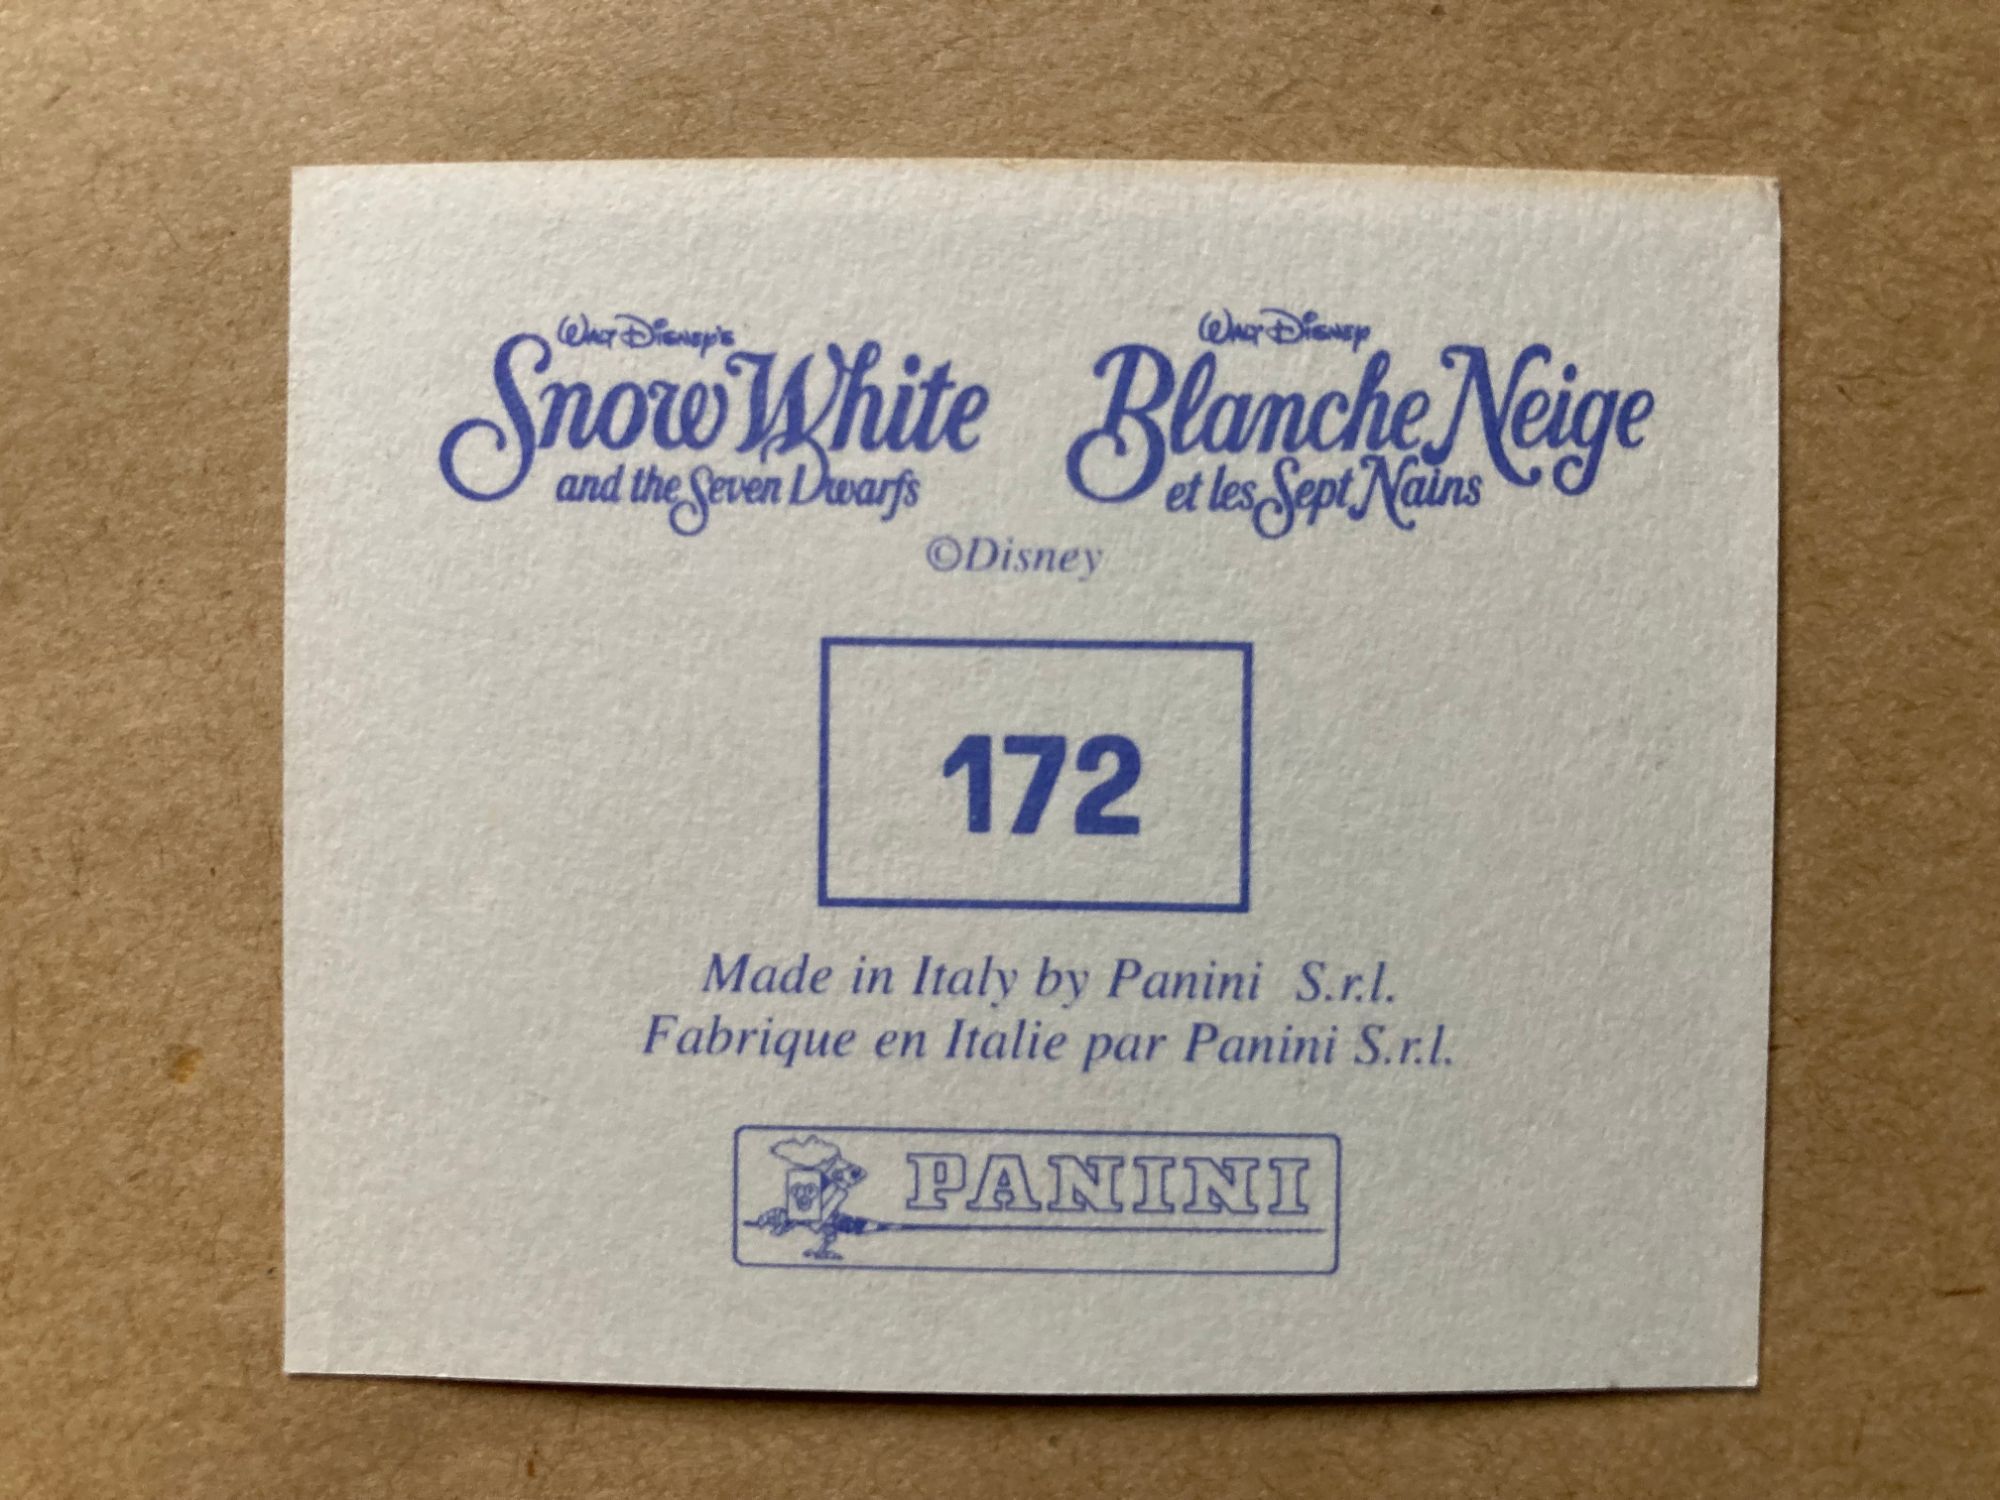 Walt Disney's
Snow White
and the Seven Dwarfs
Walt Disney
Blanche Neige
et les Sept Nains
©Disney
172
Made in Italy by Panini S.r.l.
Fabrique en Italie par Panini S.r.l.
PANINI